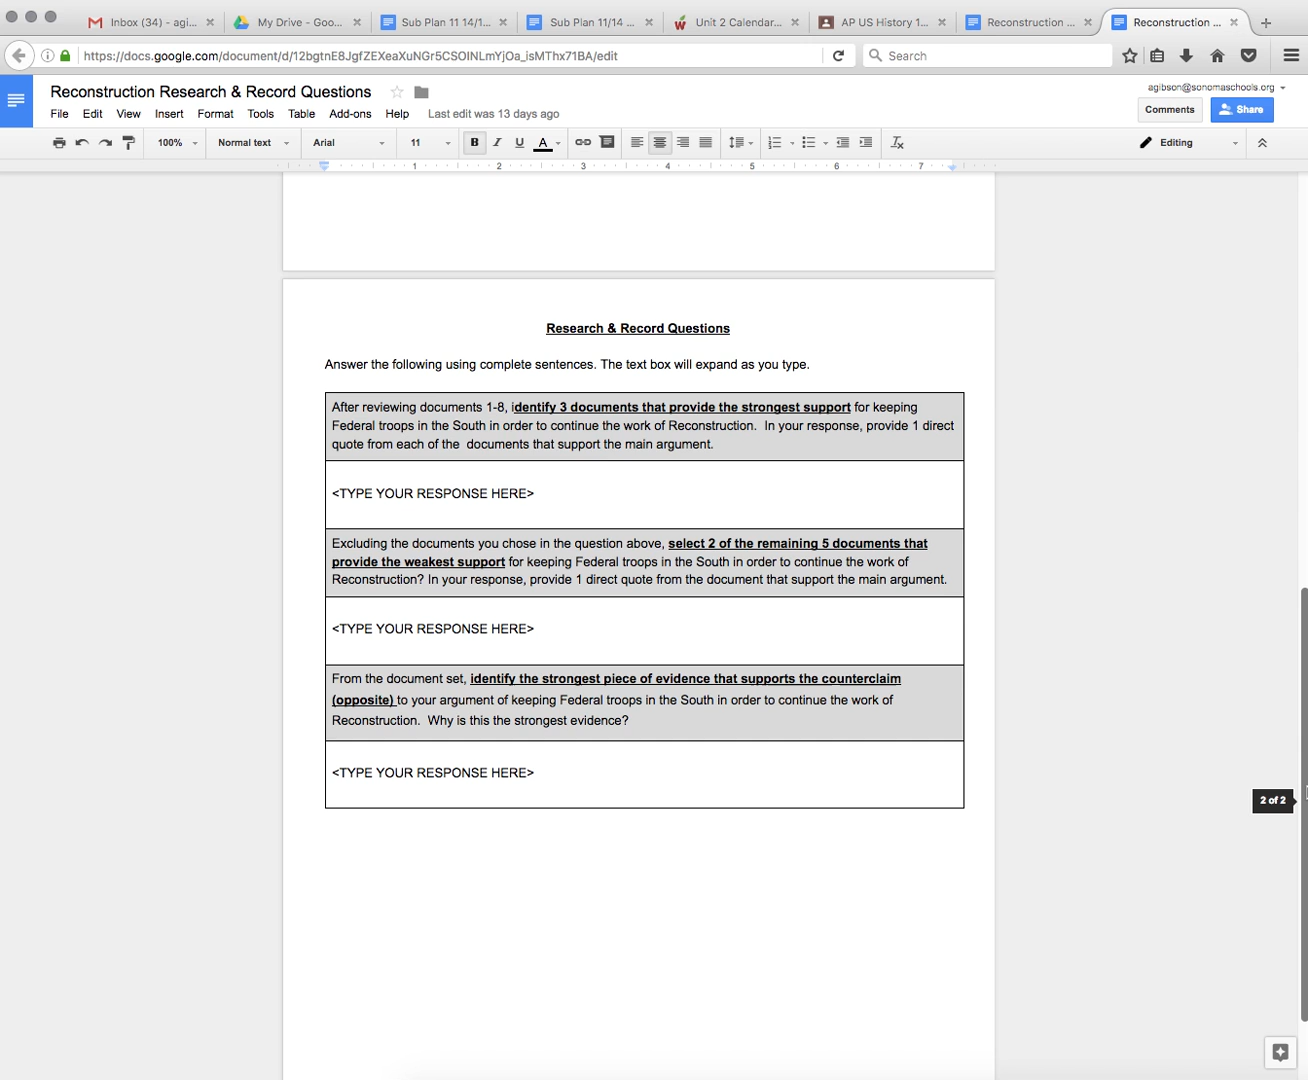 Inbox (34) - agi...
My Drive - Goo...
Sub Plan 11 14/1...
Sub Plan 11/14 ...
Unit 2 Calendar...
AP US History 1...
Reconstruction ...
Reconstruction ...
https://docs.google.com/document/d/12bgtnE8JgfZEXeaXuNGr5CSOINLmYjOa_isMThx71BA/edit
Search
Reconstruction Research & Record Questions
agibson@sonomaschools.org
File Edit View Insert Format Tools Table Add-ons Help Last edit was 13 days ago
Comments
Share
100% Normal text Arial 11 B I U A Editing
1 2 3 4 5 6 7
Research & Record Questions
Answer the following using complete sentences. The text box will expand as you type.
After reviewing documents 1-8, identify 3 documents that provide the strongest support for keeping
Federal troops in the South in order to continue the work of Reconstruction. In your response, provide 1 direct
quote from each of the documents that support the main argument.
<TYPE YOUR RESPONSE HERE>
Excluding the documents you chose in the question above, select 2 of the remaining 5 documents that
provide the weakest support for keeping Federal troops in the South in order to continue the work of
Reconstruction? In your response, provide 1 direct quote from the document that support the main argument.
<TYPE YOUR RESPONSE HERE>
From the document set, identify the strongest piece of evidence that supports the counterclaim
(opposite) to your argument of keeping Federal troops in the South in order to continue the work of
Reconstruction. Why is this the strongest evidence?
<TYPE YOUR RESPONSE HERE>
2 of 2